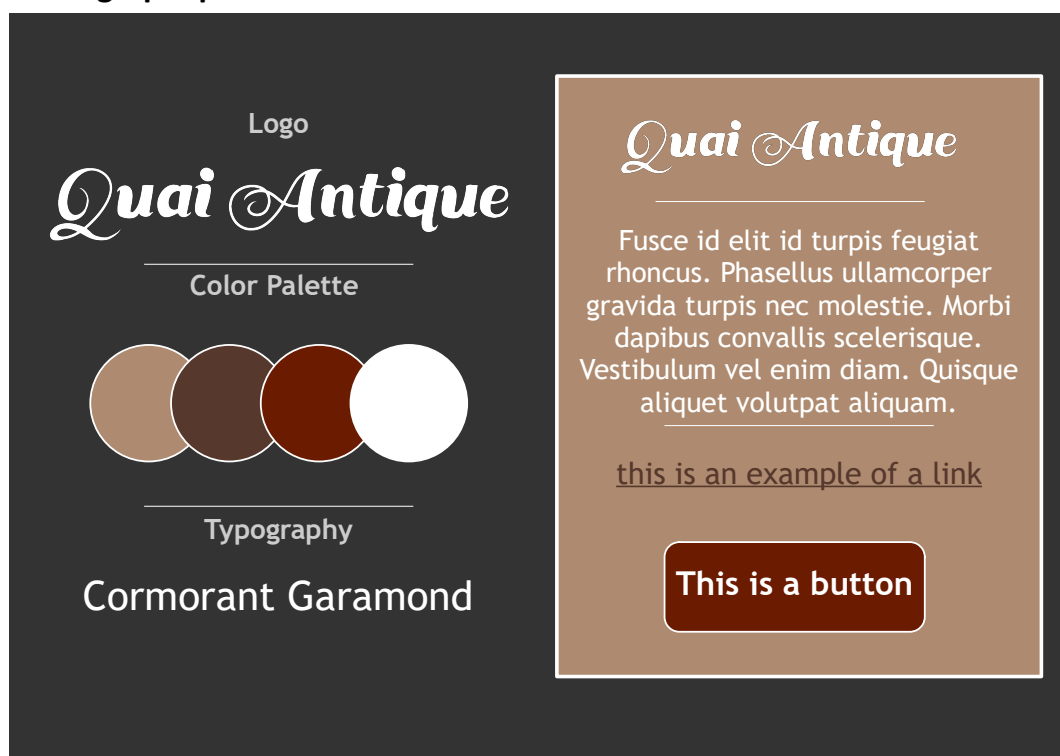 Logo
Quai Antique
Color Palette
Typography
Cormorant Garamond
Quai Antique
Fusce id elit id turpis feugiat
rhoncus. Phasellus ullamcorper
gravida turpis nec molestie. Morbi
dapibus convallis scelerisque.
Vestibulum vel enim diam. Quisque
aliquet volutpat aliquam.
this is an example of a link
This is a button